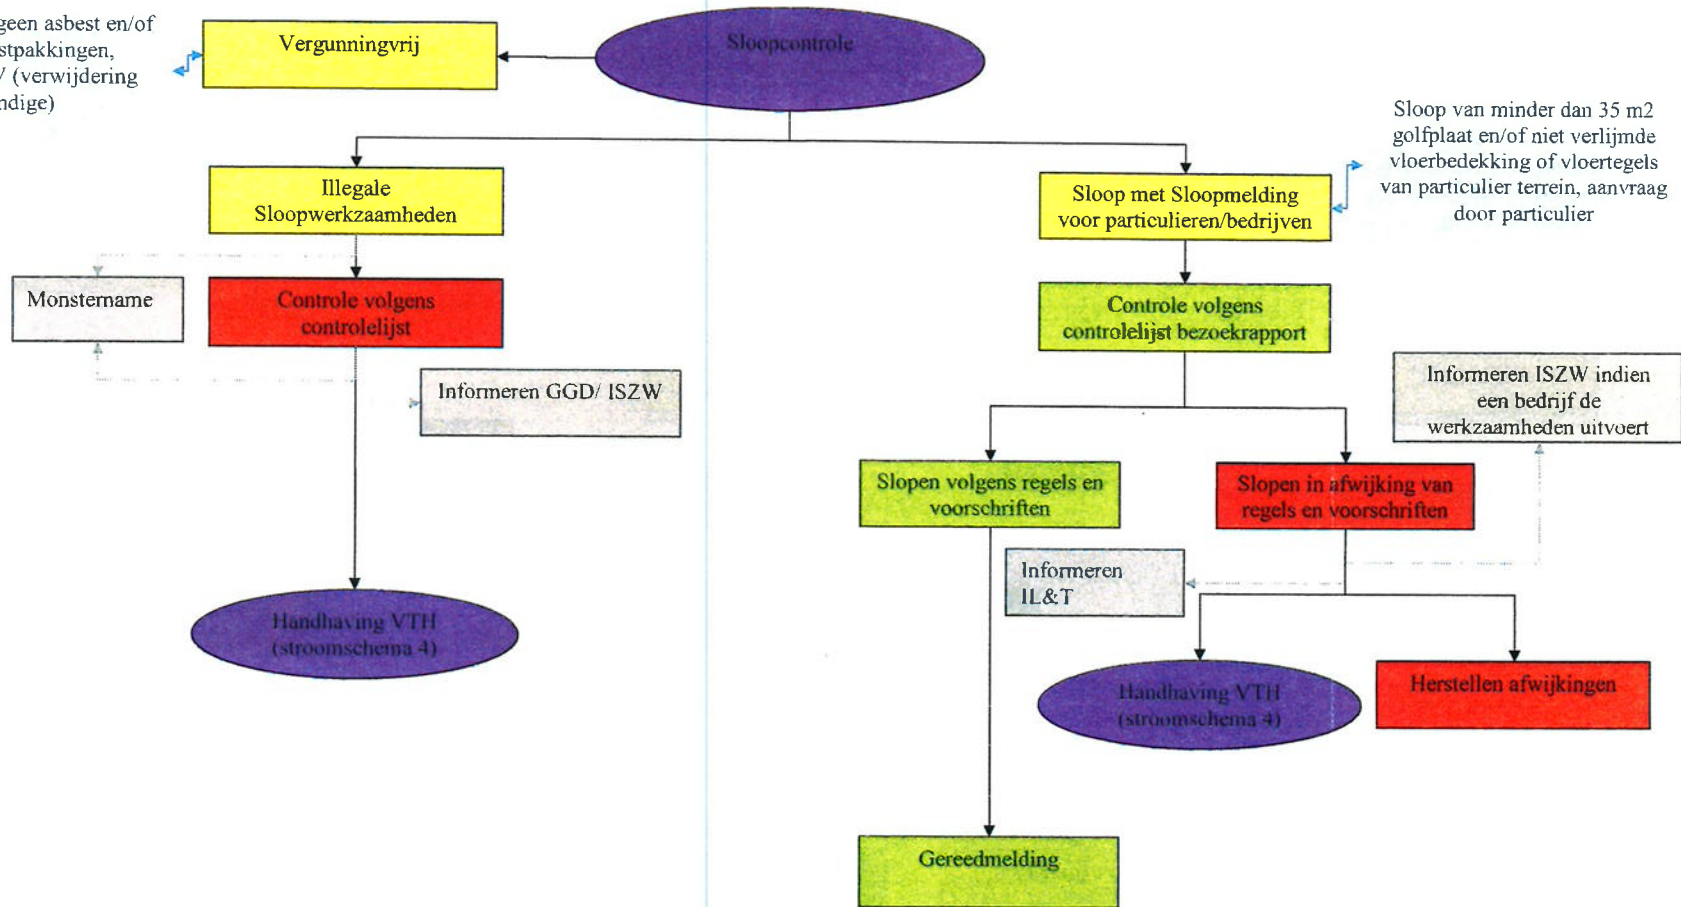 geen asbest en/of
stpakkingen,
(verwijdering
ndige)
Vergunningvrij
Sloopcontrole
Sloop van minder dan 35 m2
golfplaat en/of niet verlijmde
vloerbedekking of vloertegels
van particulier terrein, aanvraag
door particulier
Illegale
Sloopwerkzaamheden
Sloop met Sloopmelding
voor particulieren/bedrijven
Monstername
Controle volgens
controlelijst
Controle volgens
controlelijst bezoekrapport
Informeren GGD/ ISZW
Informeren ISZW indien
een bedrijf de
werkzaamheden uitvoert
Slopen volgens regels en
voorschriften
Slopen in afwijking van
regels en voorschriften
Informeren
IL&T
Handhaving VTH
(stroomschema 4)
Handhaving VTH
(stroomschema 4)
Herstellen afwijkingen
Gereedmelding